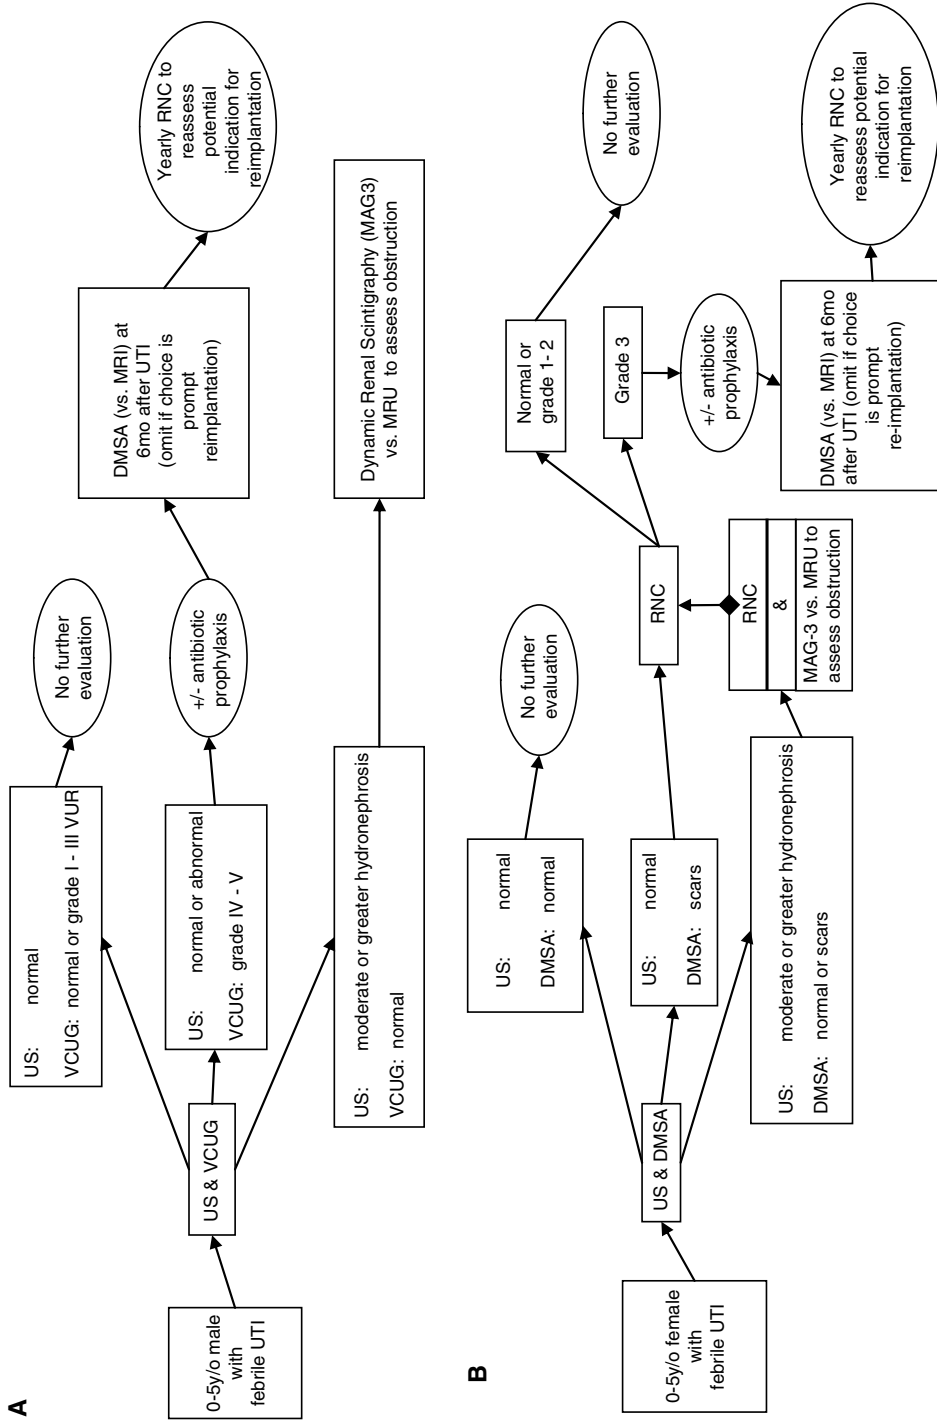 A
0-5y/o male
with
febrile UTI
US & VCUG
US: normal
VCUG: normal or grade I - III VUR
No further
evaluation
US: normal or abnormal
VCUG: grade IV - V
+/- antibiotic
prophylaxis
DMSA (vs. MRI) at
6mo after UTI
(omit if choice is
prompt
reimplantation)
Yearly RNC to
reassess
potential
indication for
reimplantation
US: moderate or greater hydronephrosis
VCUG: normal
Dynamic Renal Scintigraphy (MAG3)
vs. MRU to assess obstruction
B
0-5y/o female
with
febrile UTI
US & DMSA
US: normal
DMSA: normal
No further
evaluation
US: normal
DMSA: scars
RNC
Normal or
grade 1- 2
No further
evaluation
Grade 3
+/- antibiotic
prophylaxis
DMSA (vs. MRI) at 6mo
after UTI (omit if choice
is prompt
re-implantation)
Yearly RNC to
reassess potential
indication for
reimplantation
US: moderate or greater hydronephrosis
DMSA: normal or scars
RNC
&
MAG-3 vs. MRU to
assess obstruction